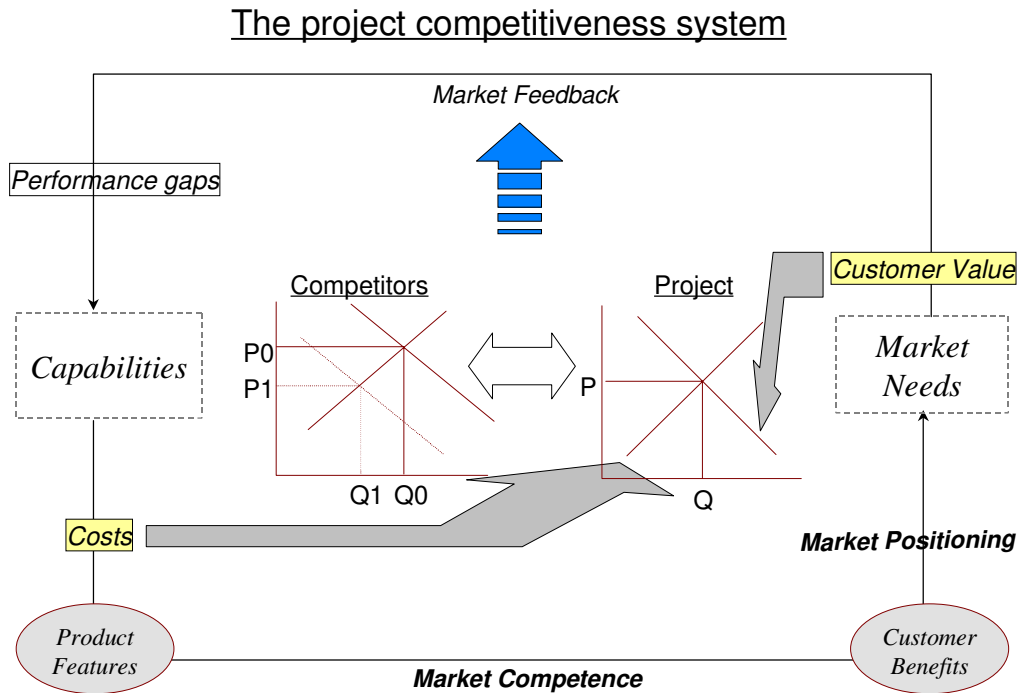 The project competitiveness system
Market Feedback
Performance gaps
Customer Value
Competitors
Project
Capabilities
P0
P1
P
Market
Needs
Q1
Q0
Q
Costs
Market Positioning
Product
Features
Customer
Benefits
Market Competence